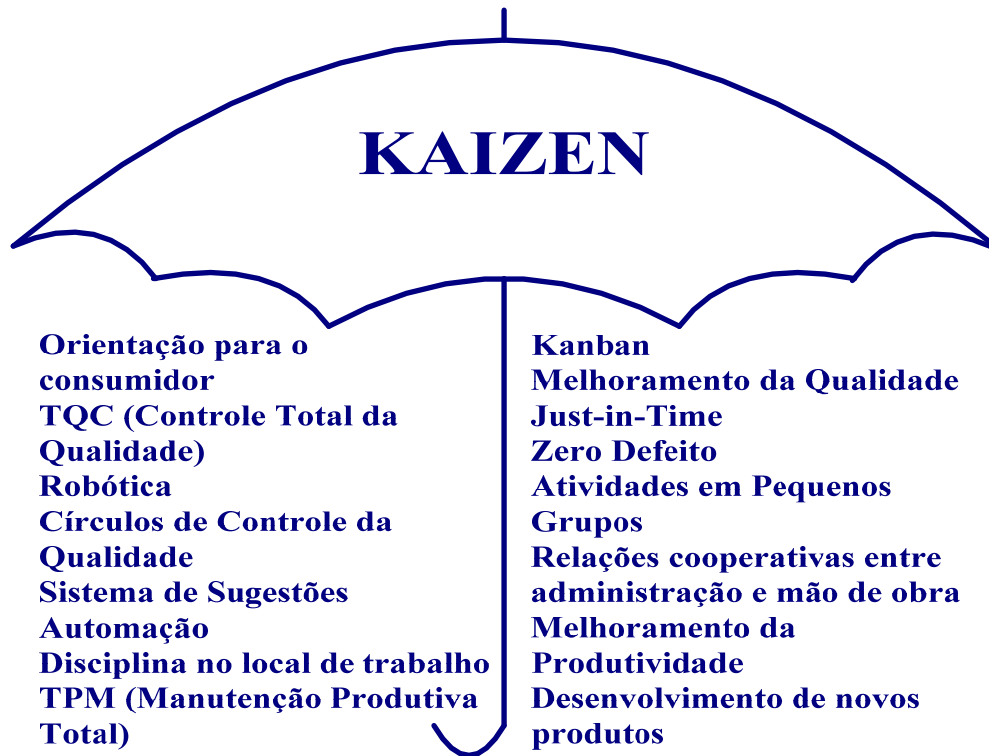 KAIZEN
Orientação para o
consumidor
TQC (Controle Total da
Qualidade)
Robótica
Círculos de Controle da
Qualidade
Sistema de Sugestões
Automação
Disciplina no local de trabalho
TPM (Manutenção Produtiva
Total)
Kanban
Melhoramento da Qualidade
Just-in-Time
Zero Defeito
Atividades em Pequenos
Grupos
Relações cooperativas entre
administração e mão de obra
Melhoramento da
Produtividade
Desenvolvimento de novos
produtos